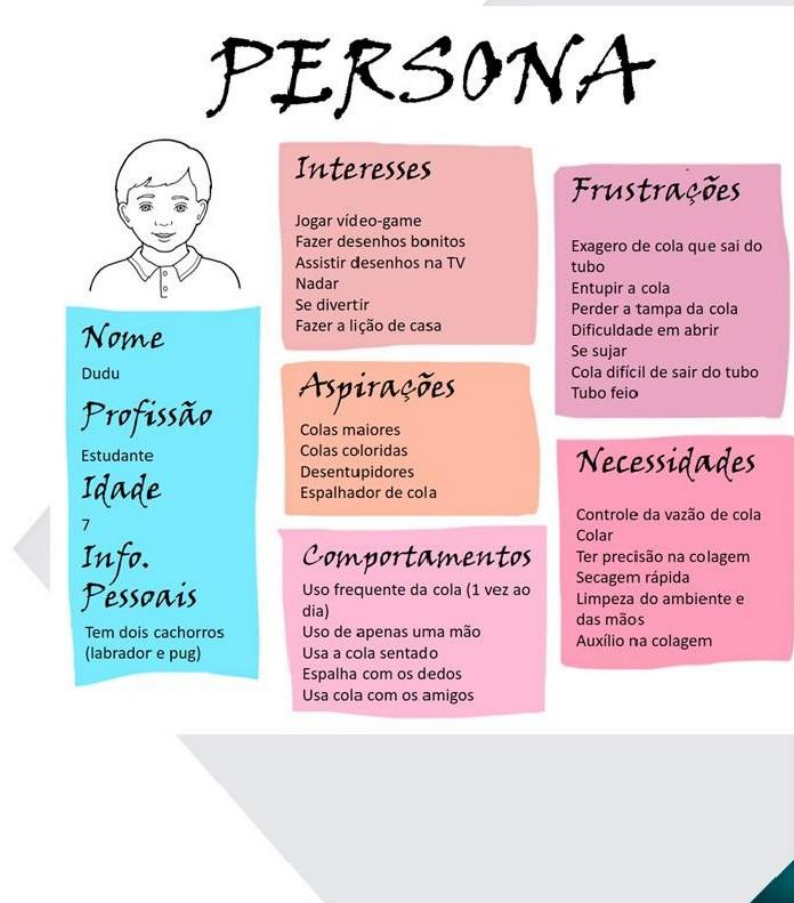 PERSONA
Nome
Dudu
Profissão
Estudante
Idade
7
Info.
Pessoais
Tem dois cachorros
(labrador e pug)
Interesses
Jogar vídeo-game
Fazer desenhos bonitos
Assistir desenhos na TV
Nadar
Se divertir
Fazer a lição de casa
Aspirações
Colas maiores
Colas coloridas
Desentupidores
Espalhador de cola
Comportamentos
Uso frequente da cola (1 vez ao
dia)
Uso de apenas uma mão
Usa a cola sentado
Espalha com os dedos
Usa cola com os amigos
Frustrações
Exagero de cola que sai do
tubo
Entupir a cola
Perder a tampa da cola
Dificuldade em abrir
Se sujar
Cola difícil de sair do tubo
Tubo feio
Necessidades
Controle da vazão de cola
Colar
Ter precisão na colagem
Secagem rápida
Limpeza do ambiente e
das mãos
Auxílio na colagem